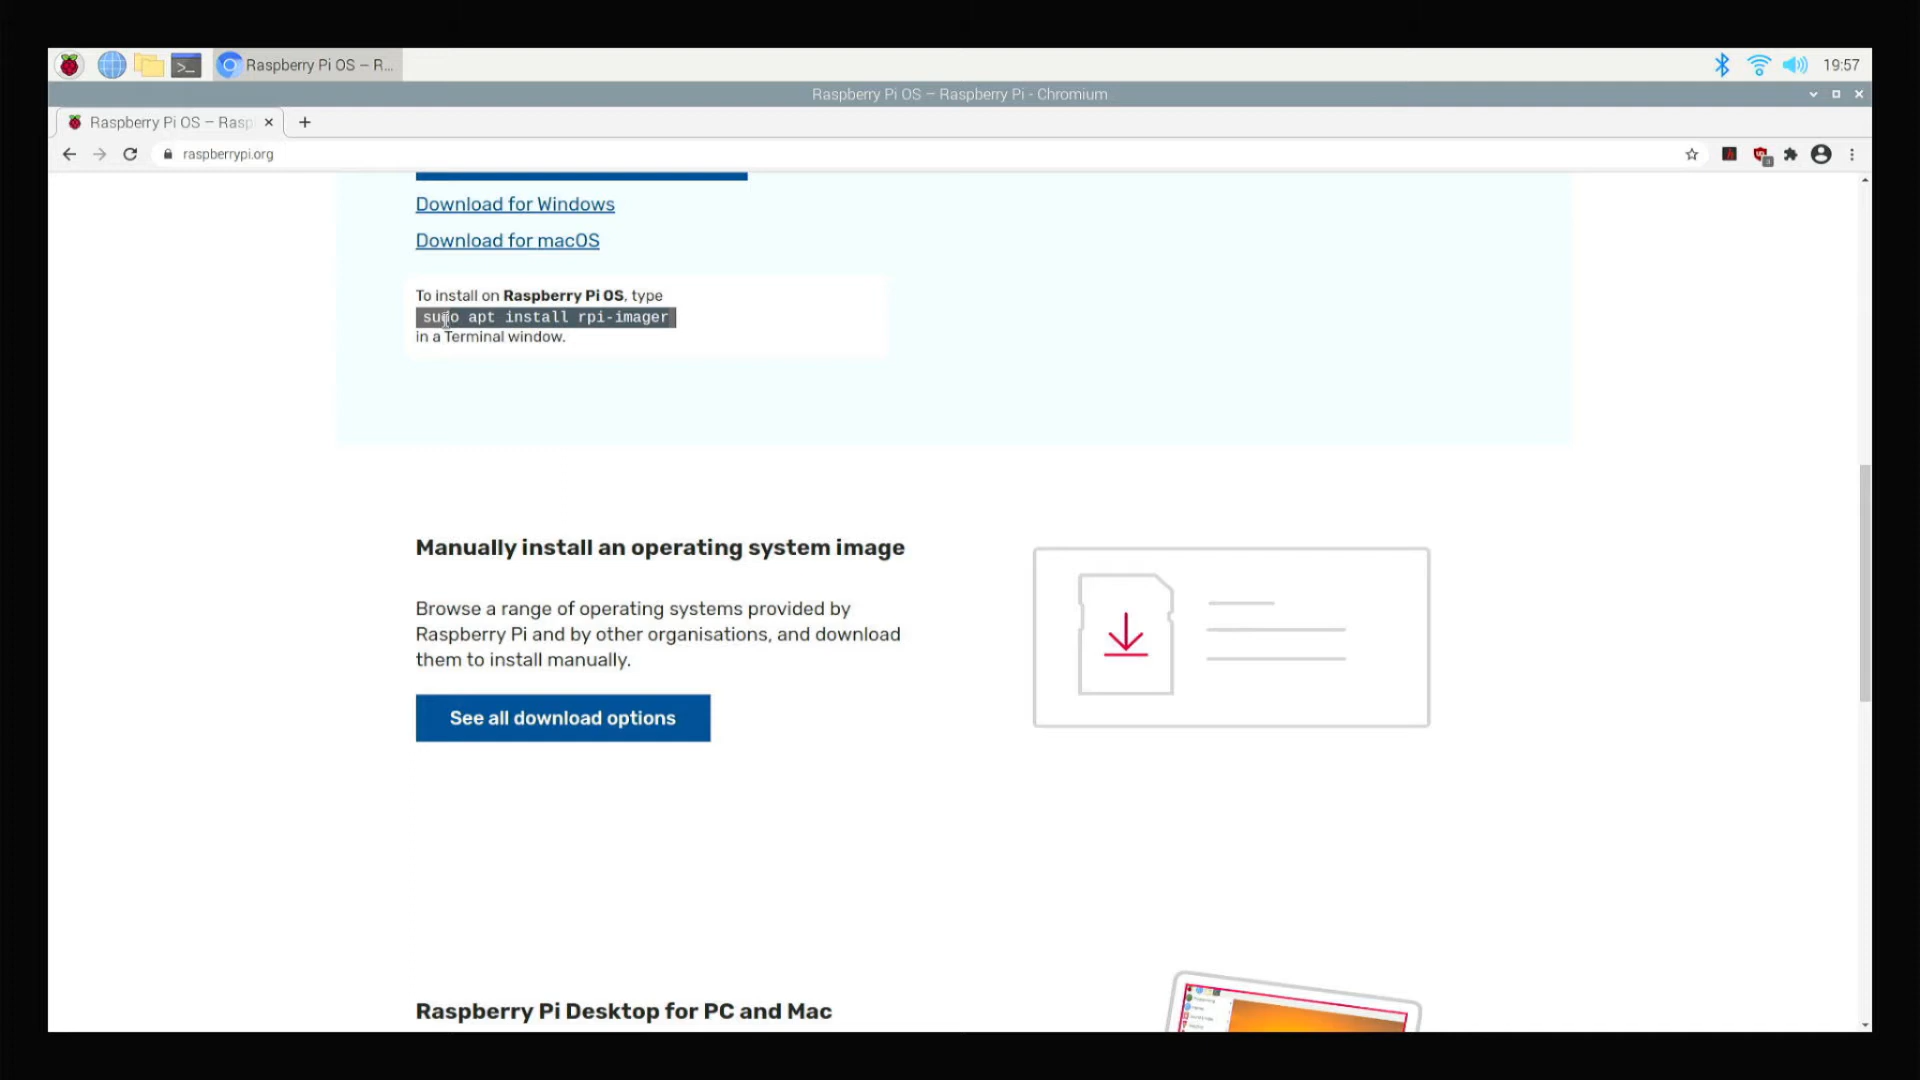 Raspberry Pi OS – R...
19:57
Raspberry Pi OS – Raspberry Pi - Chromium
Raspberry Pi OS – Rasp
raspberrypi.org
Download for Windows
Download for macOS
To install on Raspberry Pi OS, type
sudo apt install rpi-imager
in a Terminal window.
Manually install an operating system image
Browse a range of operating systems provided by
Raspberry Pi and by other organisations, and download
them to install manually.
See all download options
Raspberry Pi Desktop for PC and Mac